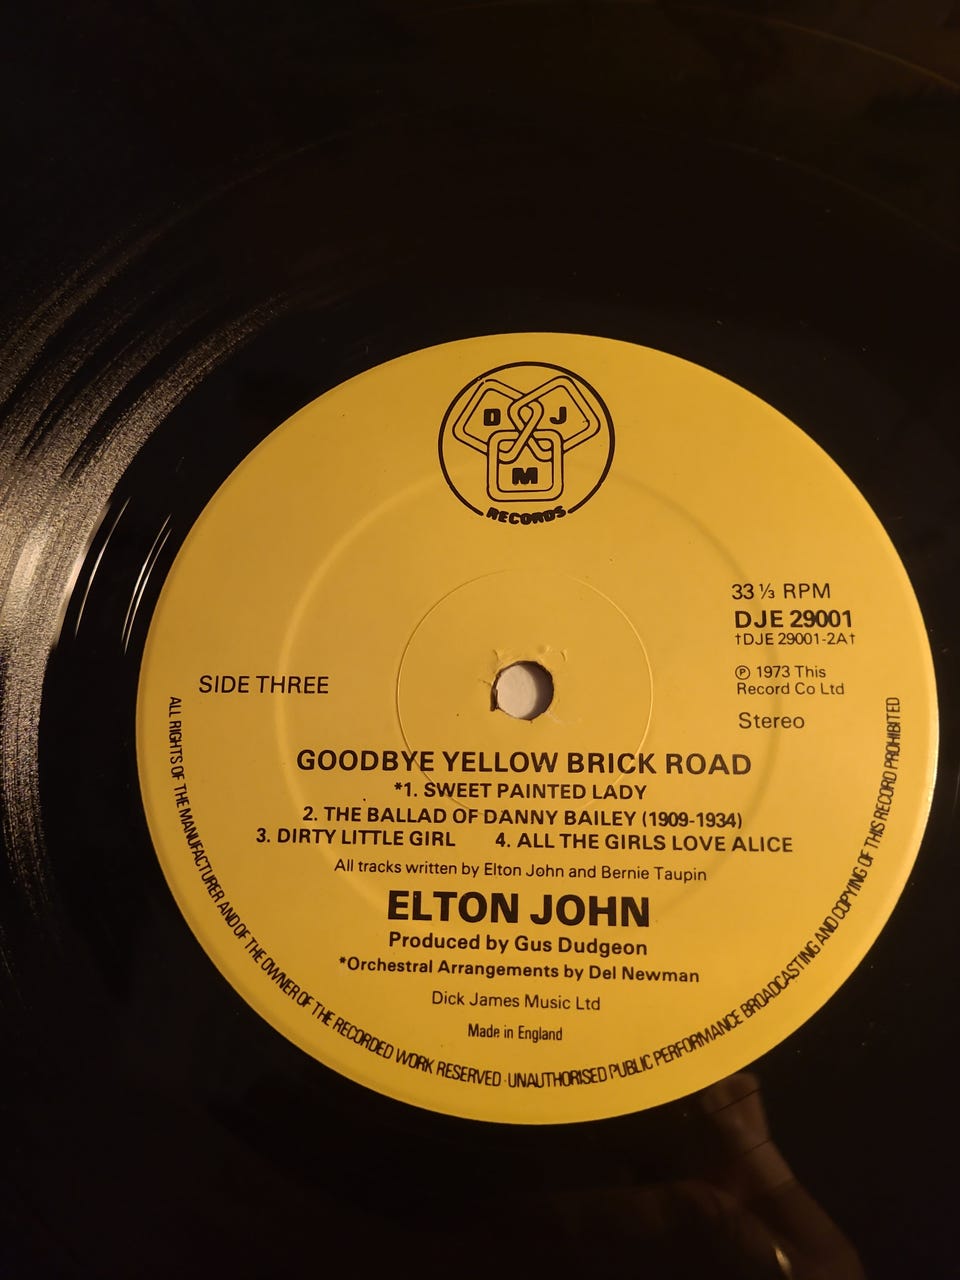 D J
M
RECORDS
33 ⅓ RPM
DJE 29001
†DJE 29001-2A†
℗ 1973 This
Record Co Ltd
SIDE THREE
Stereo
GOODBYE YELLOW BRICK ROAD
*1. SWEET PAINTED LADY
2. THE BALLAD OF DANNY BAILEY (1909-1934)
3. DIRTY LITTLE GIRL 4. ALL THE GIRLS LOVE ALICE
All tracks written by Elton John and Bernie Taupin
ELTON JOHN
Produced by Gus Dudgeon
*Orchestral Arrangements by Del Newman
Dick James Music Ltd
Made in England
ALL RIGHTS OF THE MANUFACTURER AND OF THE OWNER OF THE RECORDED WORK RESERVED · UNAUTHORISED PUBLIC PERFORMANCE BROADCASTING AND COPYING OF THIS RECORD PROHIBITED